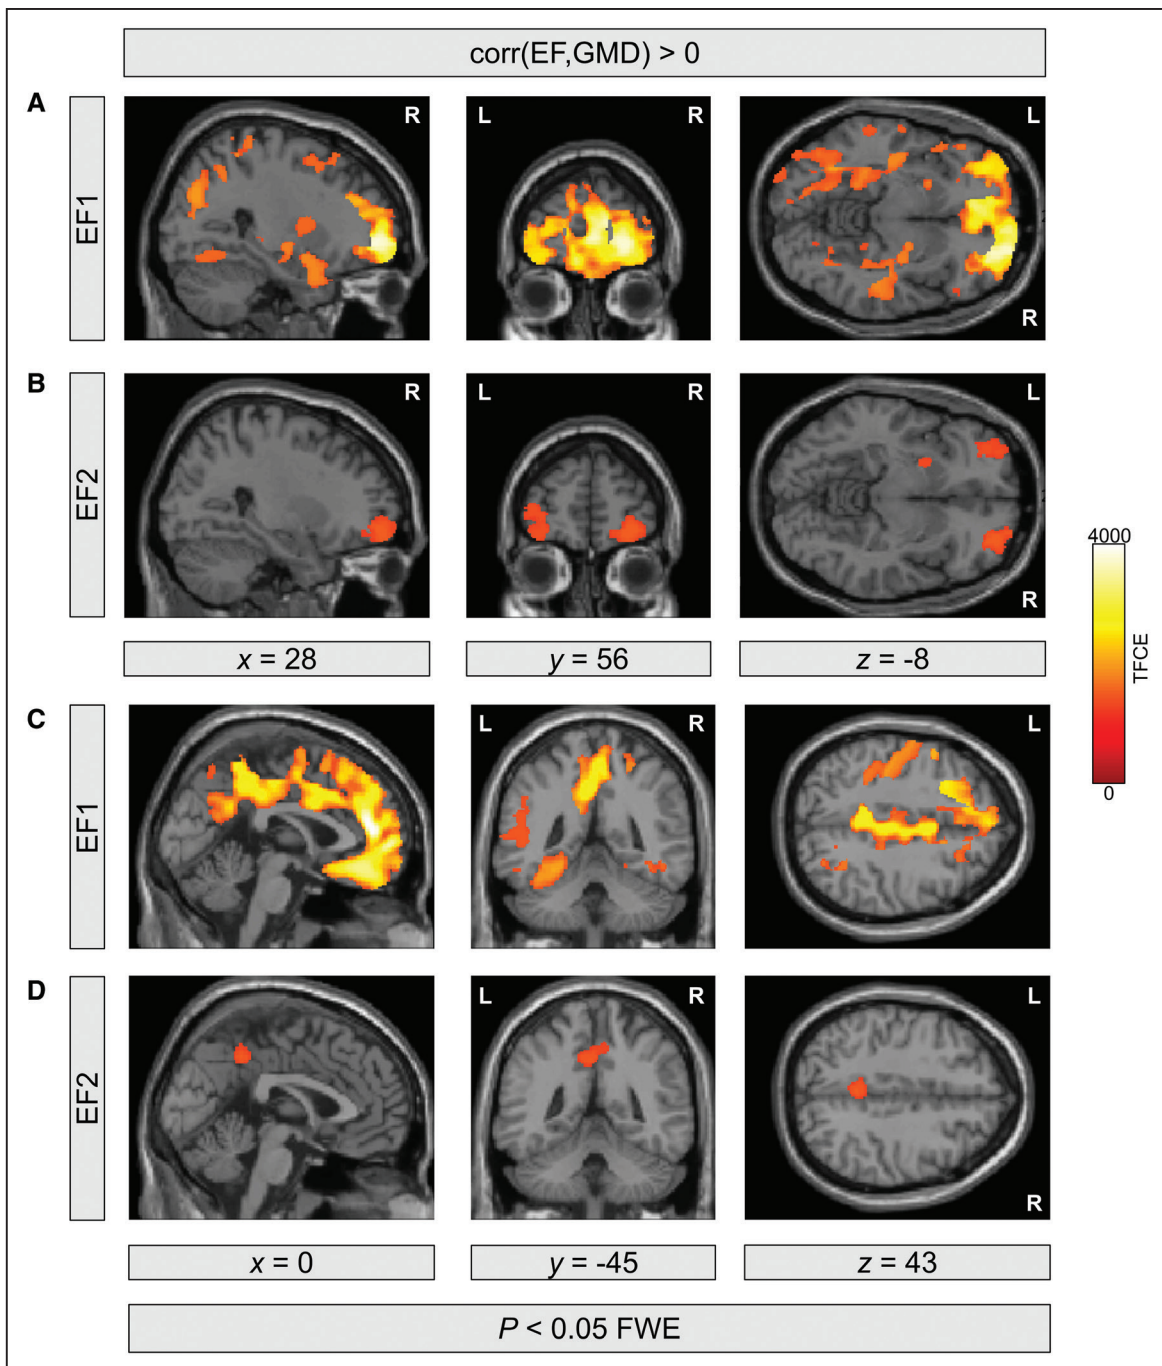 corr(EF,GMD) > 0
A
EF1
R
L
R
L
R
B
EF2
R
L
R
L
R
x = 28
y = 56
z = -8
4000
TFCE
0
C
EF1
L
R
L
D
EF2
L
R
L
R
x = 0
y = -45
z = 43
P < 0.05 FWE